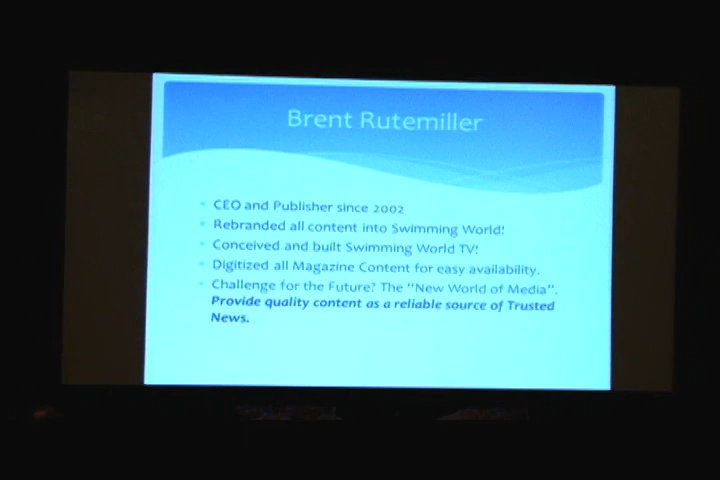 Brent Rutemiller
CEO and Publisher since 2002
Rebranded all content into Swimming World!
Conceived and built Swimming World TV!
Digitized all Magazine Content for easy availability.
Challenge for the Future? The “New World of Media”.
Provide quality content as a reliable source of Trusted
News.